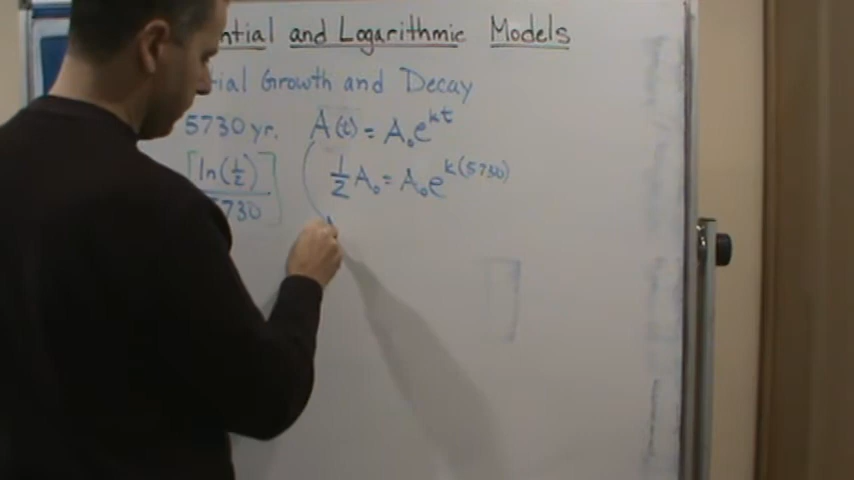 ntial and Logarithmic Models
tial Growth and Decay
5730 yr. A(t) = A₀e^{kt}
[ln(1/2)/5730] 1/2 A₀ = A₀e^{k(5730)}